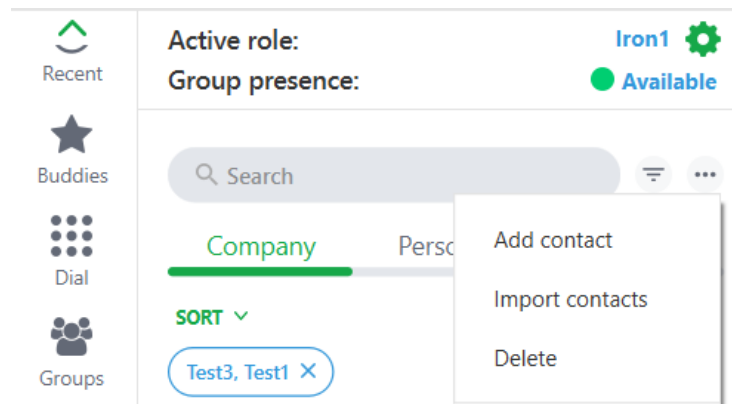 Recent
Buddies
Dial
Groups
Active role: Iron1
Group presence: Available
Search
Company Perso
Add contact
Import contacts
Delete
SORT
Test3, Test1